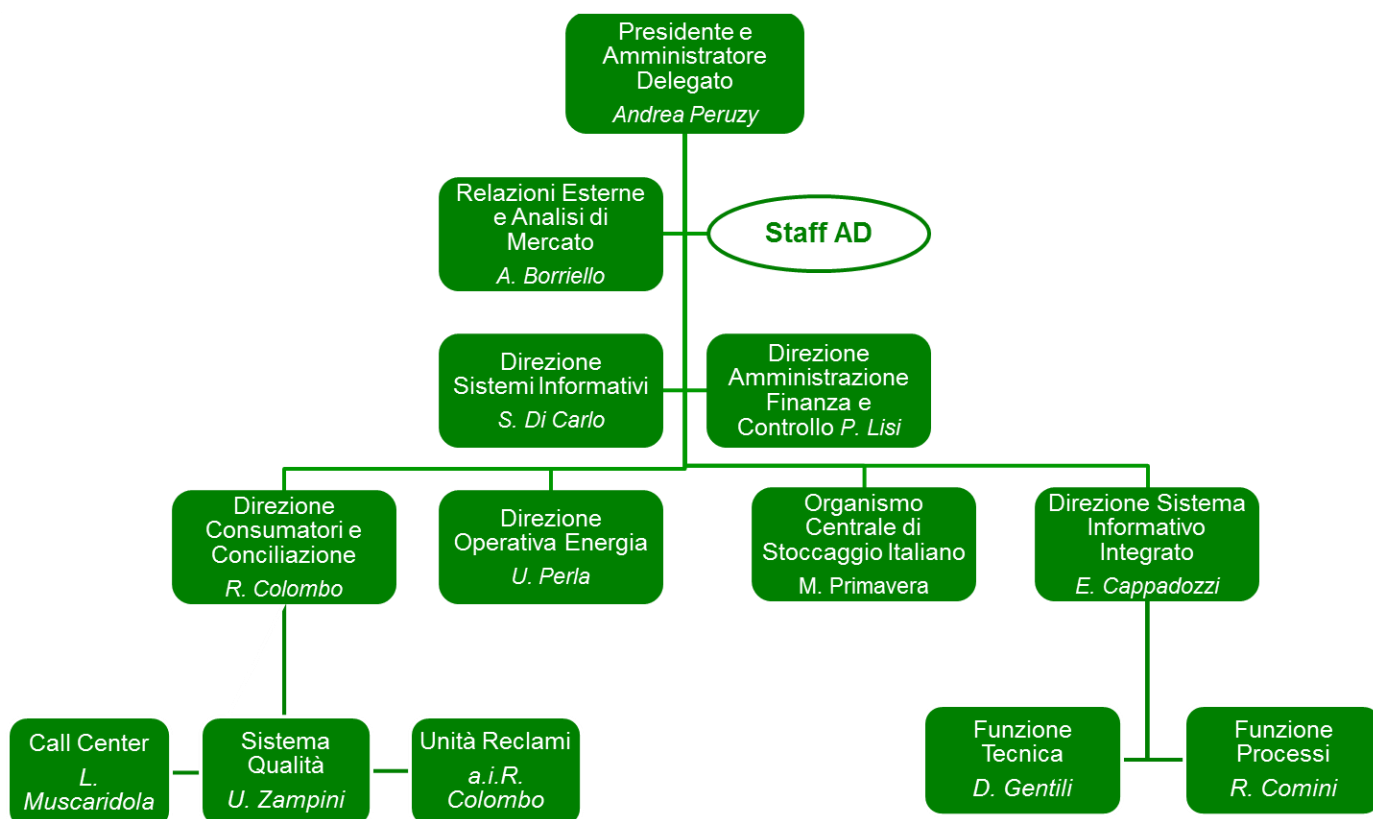 Presidente e
Amministratore
Delegato
Andrea Peruzy
Relazioni Esterne
e Analisi di
Mercato
A. Borriello
Staff AD
Direzione
Sistemi Informativi
S. Di Carlo
Direzione
Amministrazione
Finanza e
Controllo P. Lisi
Direzione
Consumatori e
Conciliazione
R. Colombo
Direzione
Operativa Energia
U. Perla
Organismo
Centrale di
Stoccaggio Italiano
M. Primavera
Direzione Sistema
Informativo
Integrato
E. Cappadozzi
Call Center
L.
Muscaridola
Sistema
Qualità
U. Zampini
Unità Reclami
a.i.R.
Colombo
Funzione
Tecnica
D. Gentili
Funzione
Processi
R. Comini